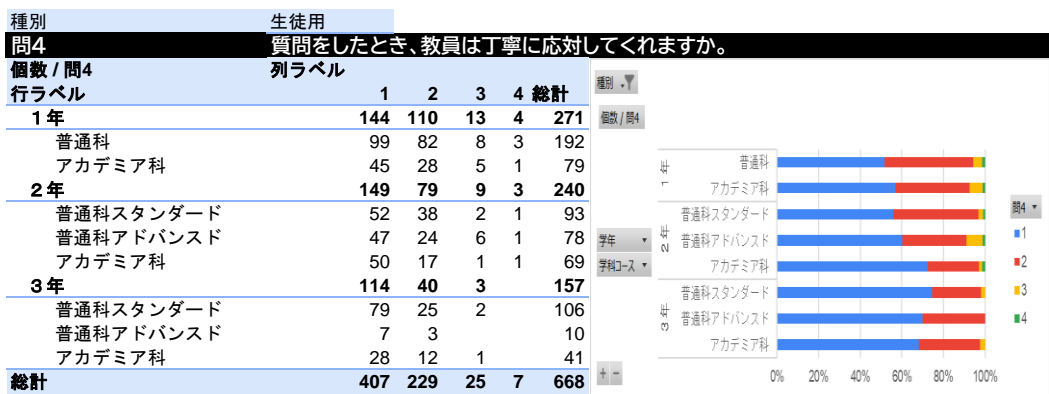 種別 生徒用
問4 質問をしたとき、教員は丁寧に応対してくれますか。
個数 / 問4 列ラベル
行ラベル 1 2 3 4 総計
1年 144 110 13 4 271
普通科 99 82 8 3 192
アカデミア科 45 28 5 1 79
2年 149 79 9 3 240
普通科スタンダード 52 38 2 1 93
普通科アドバンスド 47 24 6 1 78
アカデミア科 50 17 1 1 69
3年 114 40 3 157
普通科スタンダード 79 25 2 106
普通科アドバンスド 7 3 10
アカデミア科 28 12 1 41
総計 407 229 25 7 668
種別
個数 / 問4
1年
普通科
アカデミア科
2年
普通科スタンダード
普通科アドバンスド
アカデミア科
3年
普通科スタンダード
普通科アドバンスド
アカデミア科
学年
学科コース
0% 20% 40% 60% 80% 100%
問4
1
2
3
4
+ −